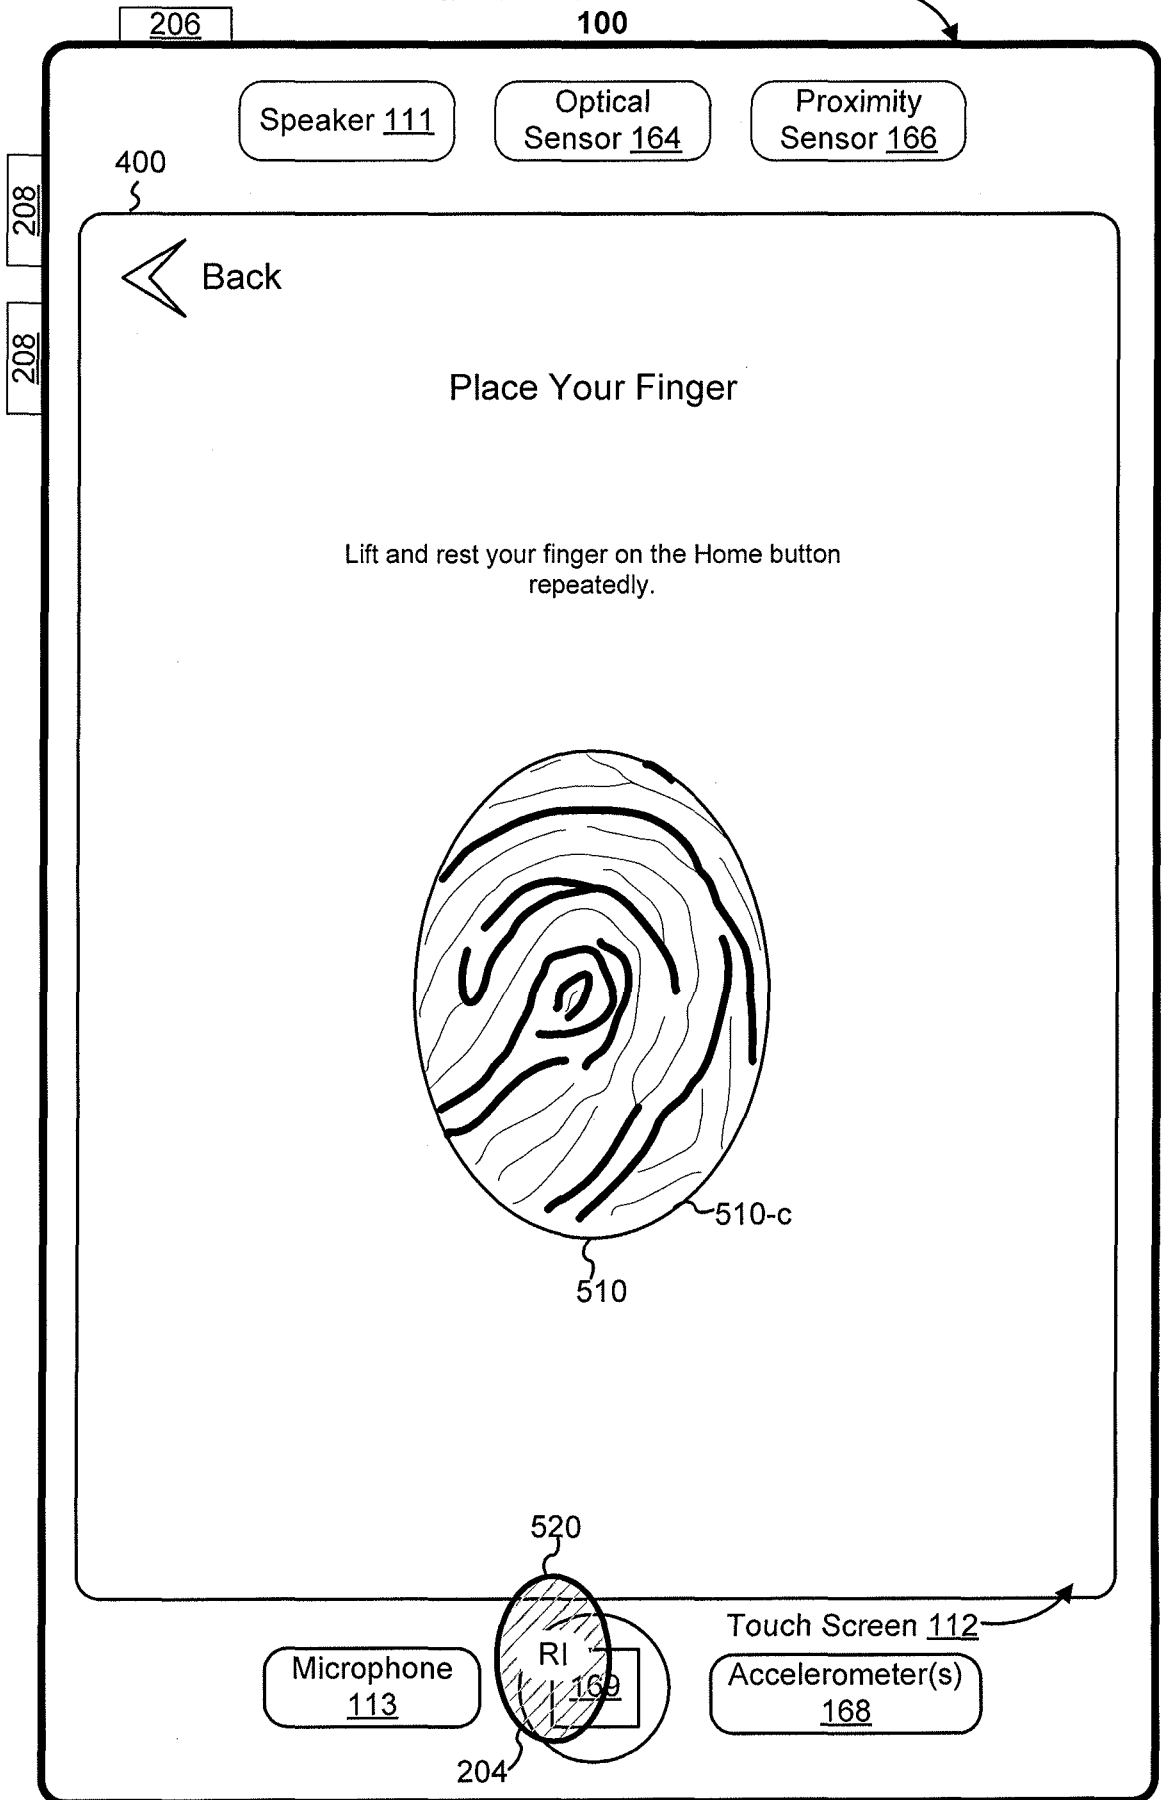 206
100
Speaker 111
Optical
Sensor 164
Proximity
Sensor 166
400
208
208
Back
Place Your Finger
Lift and rest your finger on the Home button
repeatedly.
510-c
510
520
Touch Screen 112
RI
169
Microphone
113
Accelerometer(s)
168
204